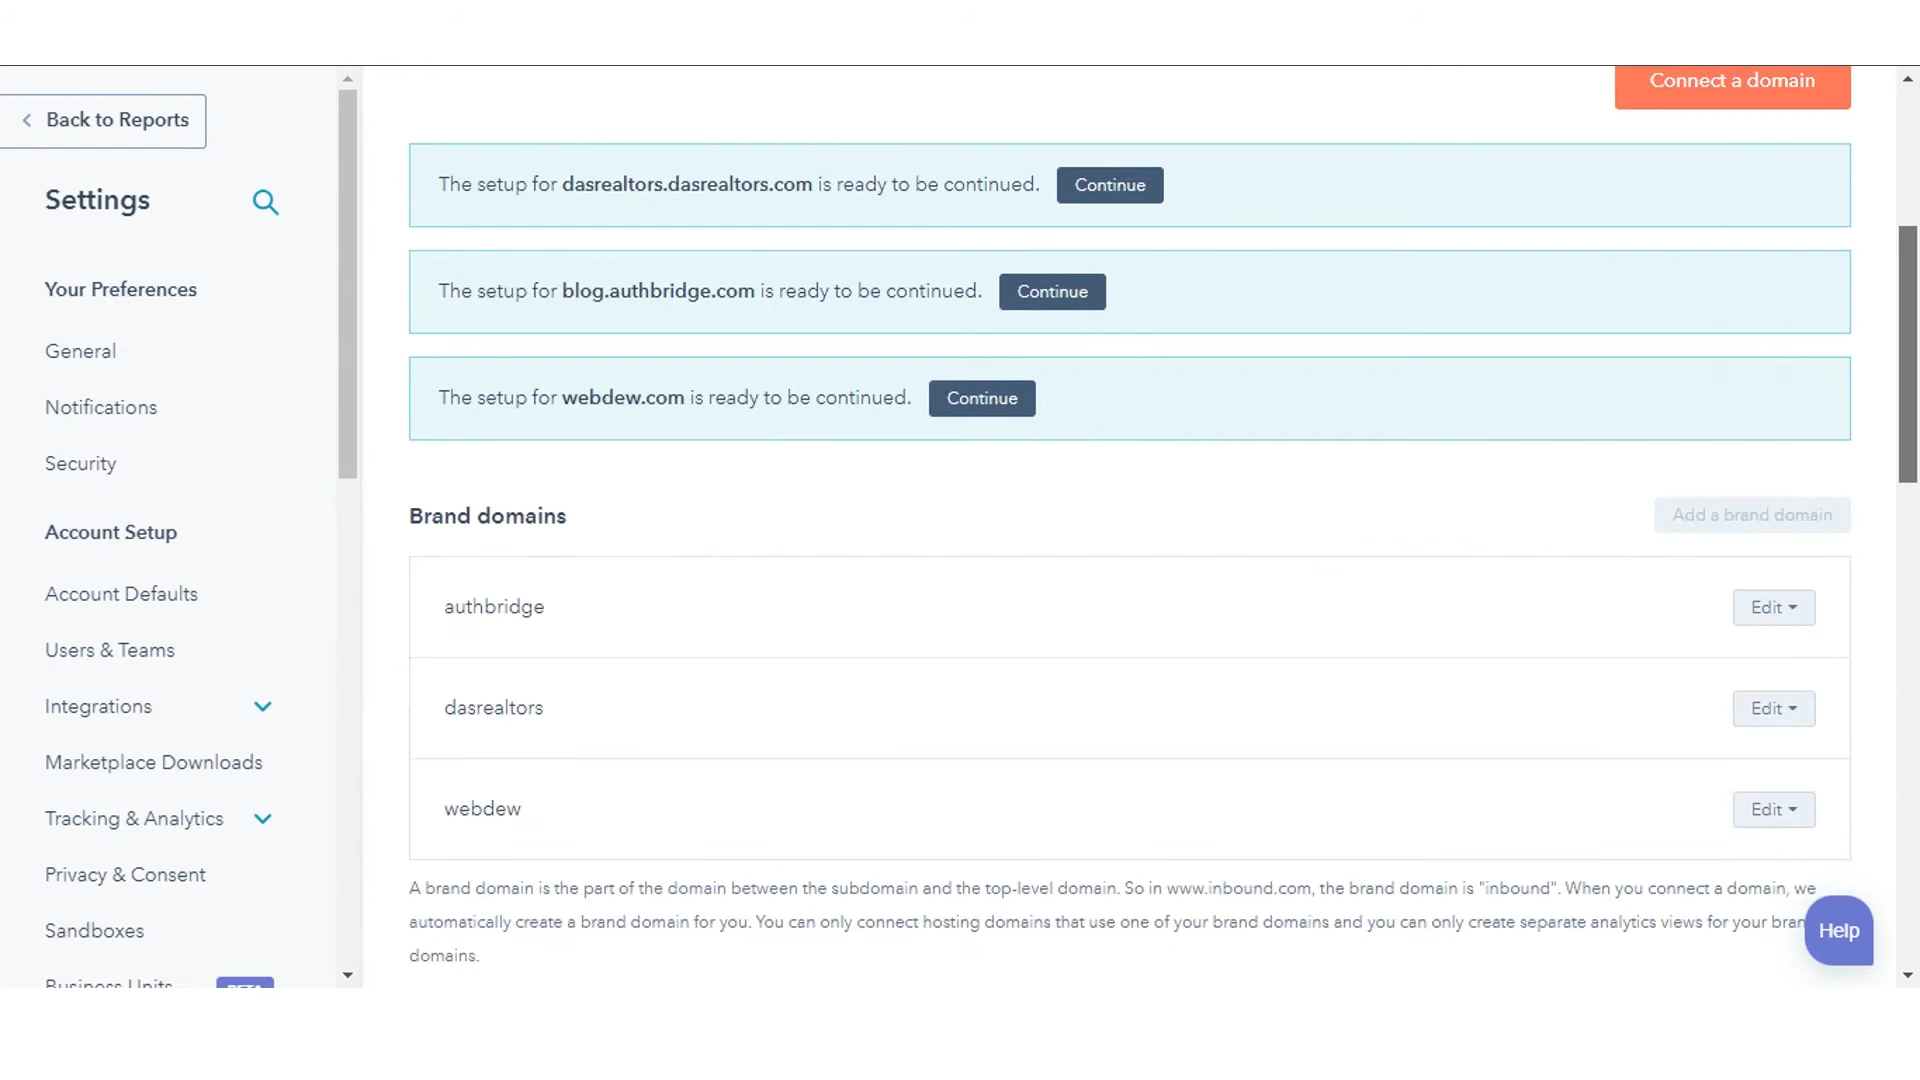 Connect a domain
Back to Reports
Settings
Your Preferences
General
Notifications
Security
Account Setup
Account Defaults
Users & Teams
Integrations
Marketplace Downloads
Tracking & Analytics
Privacy & Consent
Sandboxes
Business Units BETA
The setup for dasrealtors.dasrealtors.com is ready to be continued. Continue
The setup for blog.authbridge.com is ready to be continued. Continue
The setup for webdew.com is ready to be continued. Continue
Brand domains Add a brand domain
authbridge Edit
dasrealtors Edit
webdew Edit
A brand domain is the part of the domain between the subdomain and the top-level domain. So in www.inbound.com, the brand domain is "inbound". When you connect a domain, we
automatically create a brand domain for you. You can only connect hosting domains that use one of your brand domains and you can only create separate analytics views for your bran
domains.
Help